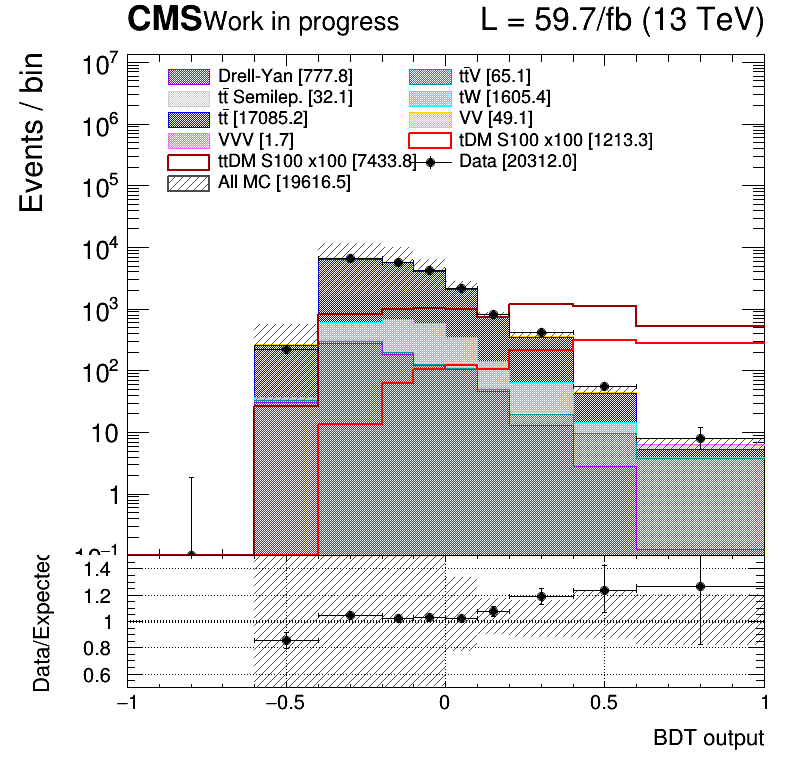 CMS Work in progress L = 59.7/fb (13 TeV)
Events / bin
10⁷
10⁶
10⁵
10⁴
10³
10²
10
1
10⁻¹
Drell-Yan [777.8] tt̄V [65.1]
tt̄ Semilep. [32.1] tW [1605.4]
tt̄ [17085.2] VV [49.1]
VVV [1.7] tDM S100 x100 [1213.3]
ttDM S100 x100 [7433.8] Data [20312.0]
All MC [19616.5]
Data/Expected
1.4
1.2
1
0.8
0.6
−1 −0.5 0 0.5 1
BDT output